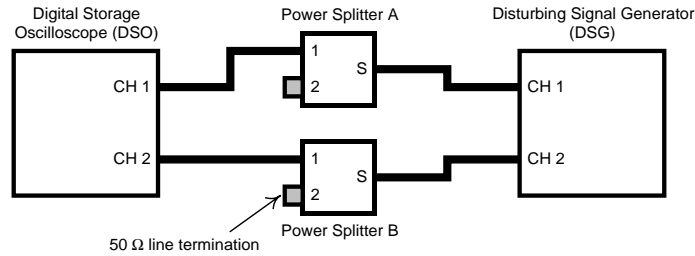 Digital Storage
Oscilloscope (DSO)
Power Splitter A
Disturbing Signal Generator
(DSG)
1
S
2
CH 1
CH 1
CH 2
1
S
2
CH 2
Power Splitter B
50 Ω line termination